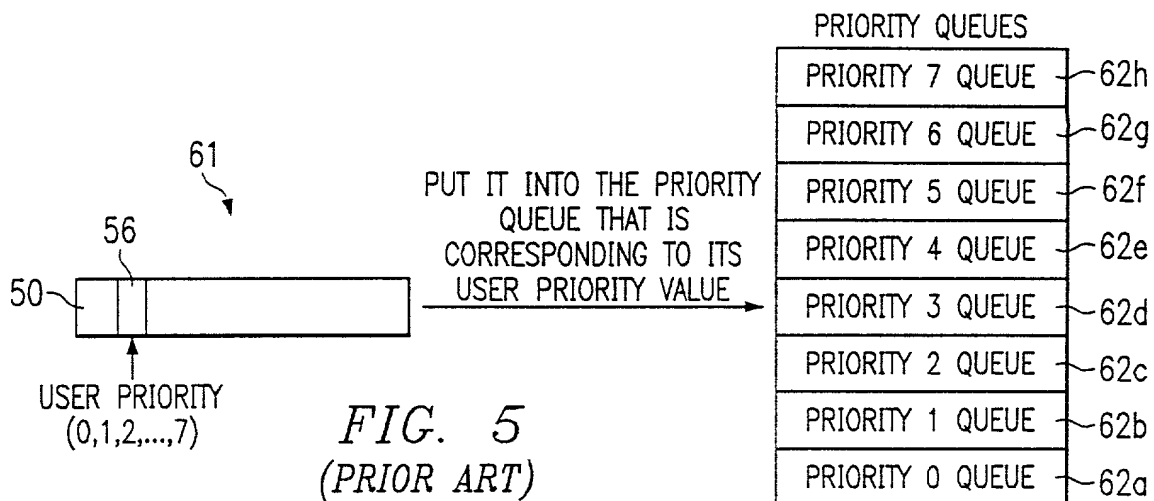 PRIORITY QUEUES
PRIORITY 7 QUEUE 62h
PRIORITY 6 QUEUE 62g
PRIORITY 5 QUEUE 62f
PRIORITY 4 QUEUE 62e
PRIORITY 3 QUEUE 62d
PRIORITY 2 QUEUE 62c
PRIORITY 1 QUEUE 62b
PRIORITY 0 QUEUE 62a
61
56
50
USER PRIORITY
(0,1,2,...,7)
PUT IT INTO THE PRIORITY
QUEUE THAT IS
CORRESPONDING TO ITS
USER PRIORITY VALUE
FIG. 5
(PRIOR ART)